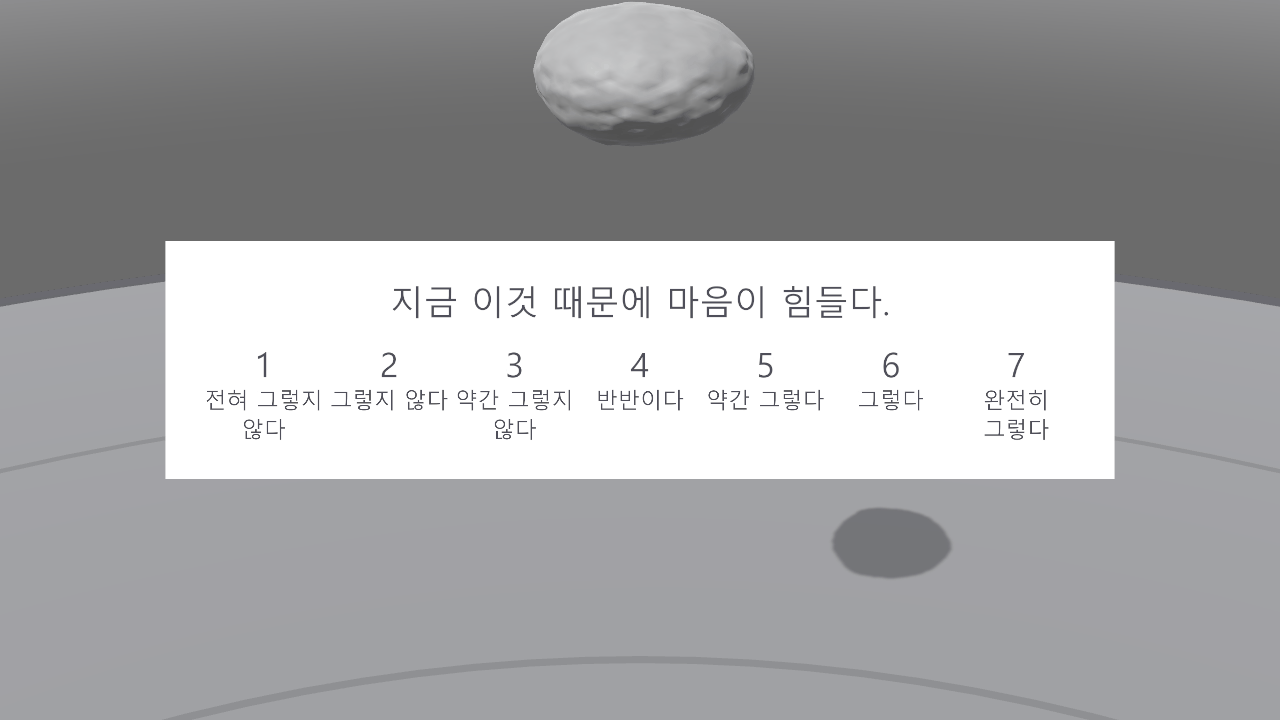 지금 이것 때문에 마음이 힘들다.
1 2 3 4 5 6 7
전혀 그렇지 그렇지 않다 약간 그렇지 반반이다 약간 그렇다 그렇다 완전히
않다 않다 그렇다